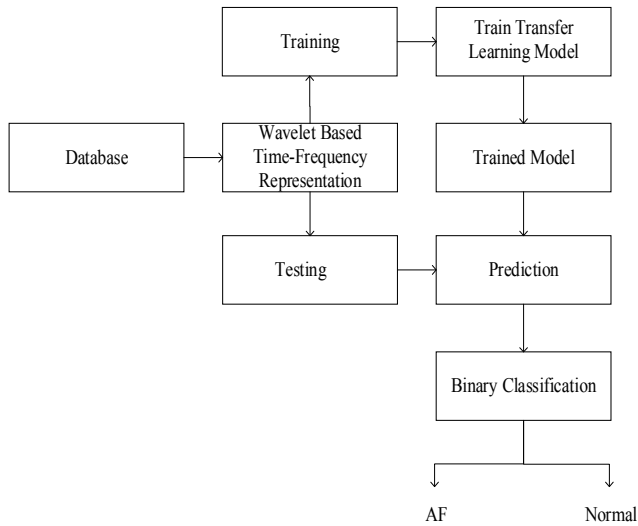 Training
Train Transfer
Learning Model
Database
Wavelet Based
Time-Frequency
Representation
Trained Model
Testing
Prediction
Binary Classification
AF
Normal